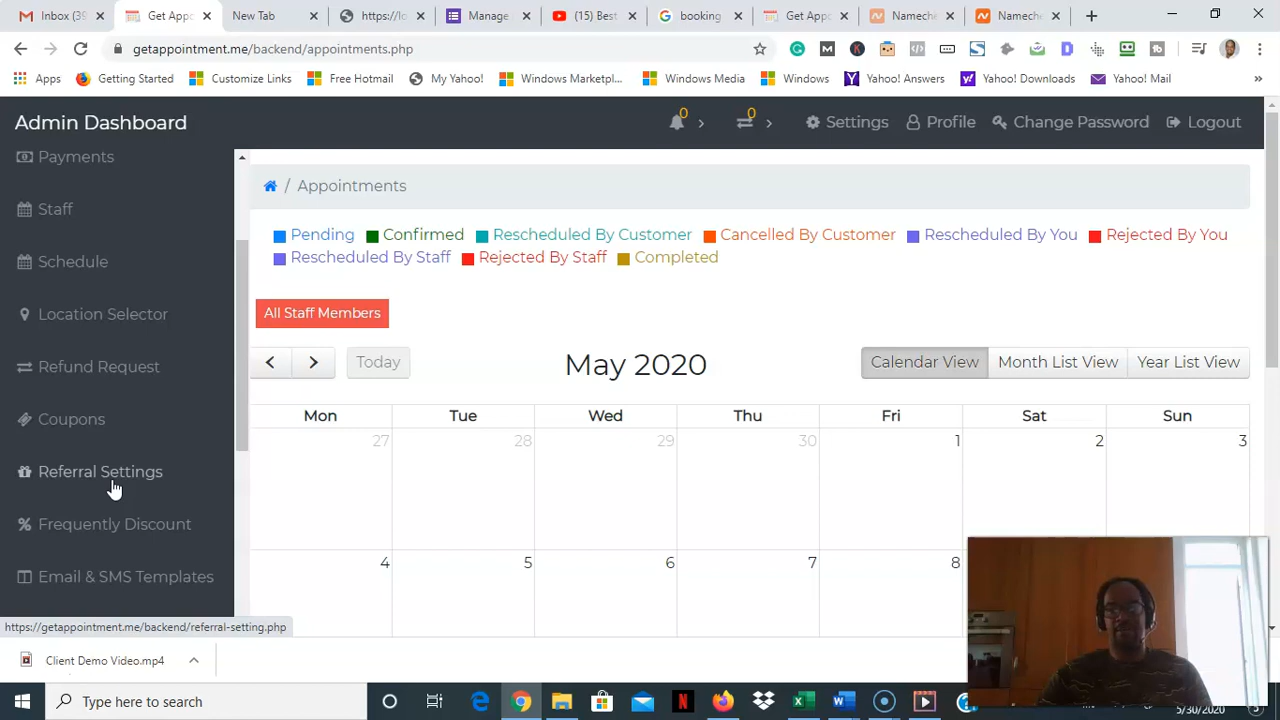 Inbox (39
Get Appo
New Tab
https://lo
Manage
(15) Best
booking
Get Appo
Namech
Namech
getappointment.me/backend/appointments.php
Apps
Getting Started
Customize Links
Free Hotmail
My Yahoo!
Windows Marketpl...
Windows Media
Windows
Yahoo! Answers
Yahoo! Downloads
Yahoo! Mail
»
Admin Dashboard
0
0
Settings
Profile
Change Password
Logout
Payments
Staff
Schedule
Location Selector
Refund Request
Coupons
Referral Settings
Frequently Discount
Email & SMS Templates
/ Appointments
Pending
Confirmed
Rescheduled By Customer
Cancelled By Customer
Rescheduled By You
Rejected By You
Rescheduled By Staff
Rejected By Staff
Completed
All Staff Members
Today
May 2020
Calendar View
Month List View
Year List View
Mon Tue Wed Thu Fri Sat Sun
27 28 29 30 1 2 3
4 5 6 7 8
https://getappointment.me/backend/referral-setting.php
Client Demo Video.mp4
Type here to search
5/30/2020